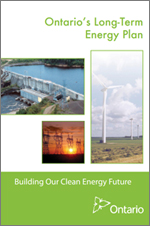 Ontario's Long-Term
Energy Plan
Building Our Clean Energy Future
Ontario